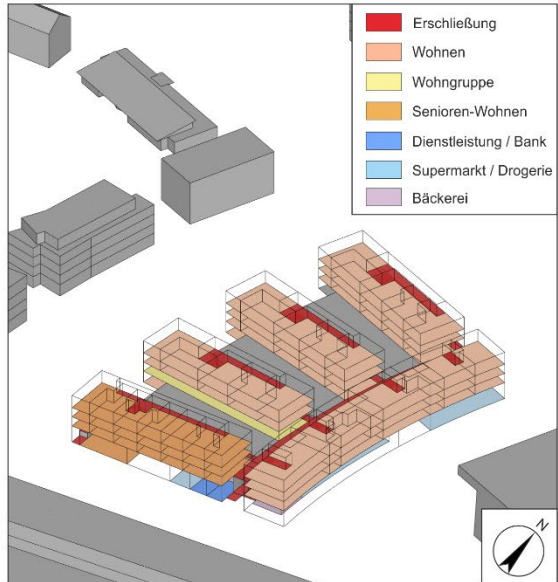 Erschließung
Wohnen
Wohngruppe
Senioren-Wohnen
Dienstleistung / Bank
Supermarkt / Drogerie
Bäckerei
N